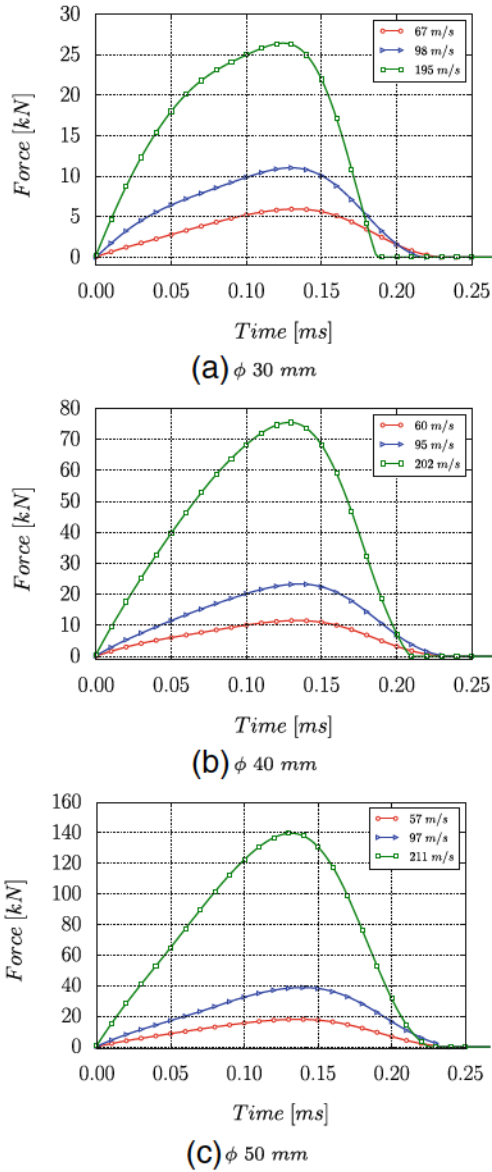 30
25
20
15
10
5
0
Force [kN]
67 m/s
98 m/s
195 m/s
0.00 0.05 0.10 0.15 0.20 0.25
Time [ms]
(a) ϕ 30 mm
80
70
60
50
40
30
20
10
0
Force [kN]
60 m/s
95 m/s
202 m/s
0.00 0.05 0.10 0.15 0.20 0.25
Time [ms]
(b) ϕ 40 mm
160
140
120
100
80
60
40
20
0
Force [kN]
57 m/s
97 m/s
211 m/s
0.00 0.05 0.10 0.15 0.20 0.25
Time [ms]
(c) ϕ 50 mm